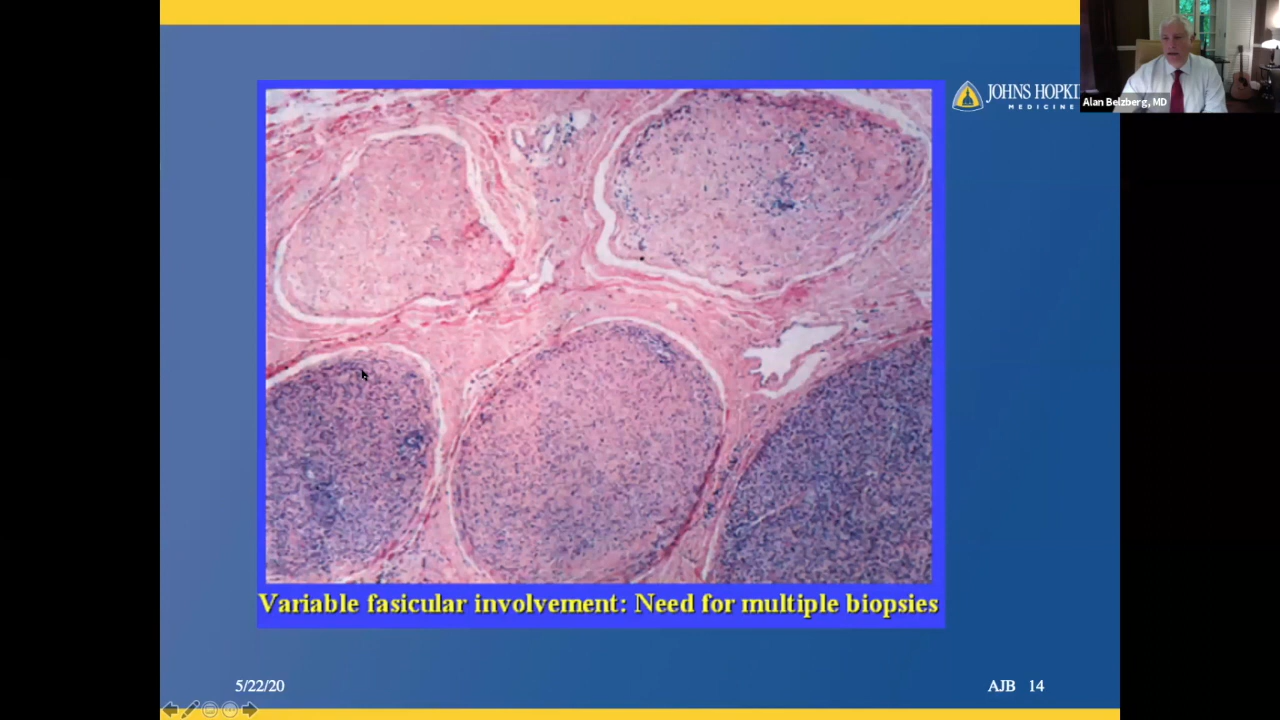 JOHNS HOPKI
MEDICINE
Alan Belzberg, MD
Variable fasicular involvement: Need for multiple biopsies
5/22/20
AJB 14